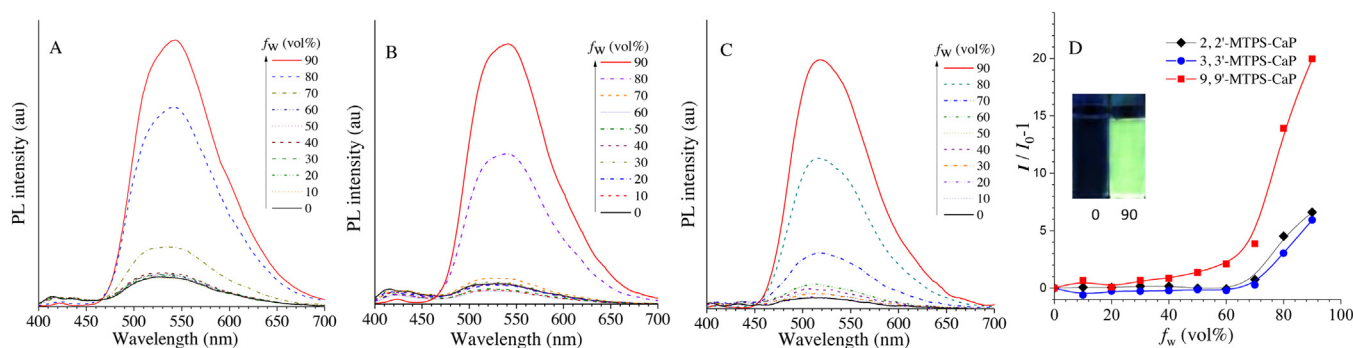 A
f_w (vol%)
90
80
70
60
50
40
30
20
10
0
PL intensity (au)
400 450 500 550 600 650 700
Wavelength (nm)
B
f_w (vol%)
90
80
70
60
50
40
30
20
10
0
PL intensity (au)
400 450 500 550 600 650 700
Wavelength (nm)
C
f_w (vol%)
90
80
70
60
50
40
30
20
10
0
PL intensity (au)
400 450 500 550 600 650 700
Wavelength (nm)
D
2, 2'-MTPS-CaP
3, 3'-MTPS-CaP
9, 9'-MTPS-CaP
0 90
I / I0-1
20
15
10
5
0
0 20 40 60 80 100
f_w (vol%)